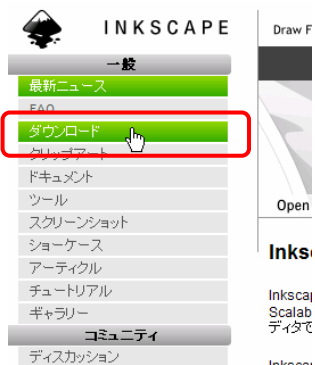 INKSCAPE
Draw F
一般
最新ニュース
FAQ
ダウンロード
クリップアート
ドキュメント
ツール
スクリーンショット
ショーケース
アーティクル
チュートリアル
ギャラリー
コミュニティ
ディスカッション
Open
Inks
Inkscap
Scalab
ディタで
Inkscap